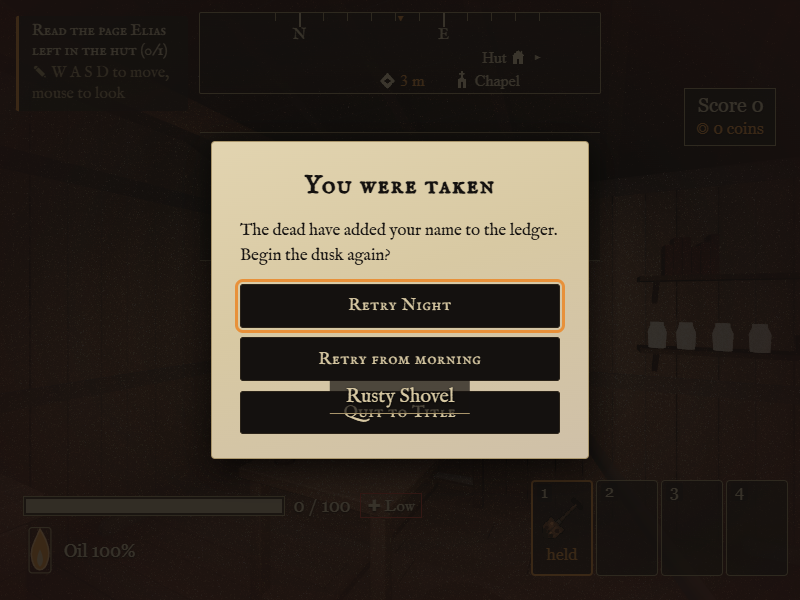 Read the page Elias
left in the hut (0/1)
W A S D to move,
mouse to look
N E
Hut
3 m Chapel
Score 0
0 coins
You were taken
The dead have added your name to the ledger.
Begin the dusk again?
Retry Night
Retry from morning
Rusty Shovel
Quit to Title
0 / 100 Low
Oil 100%
1 2 3 4
held